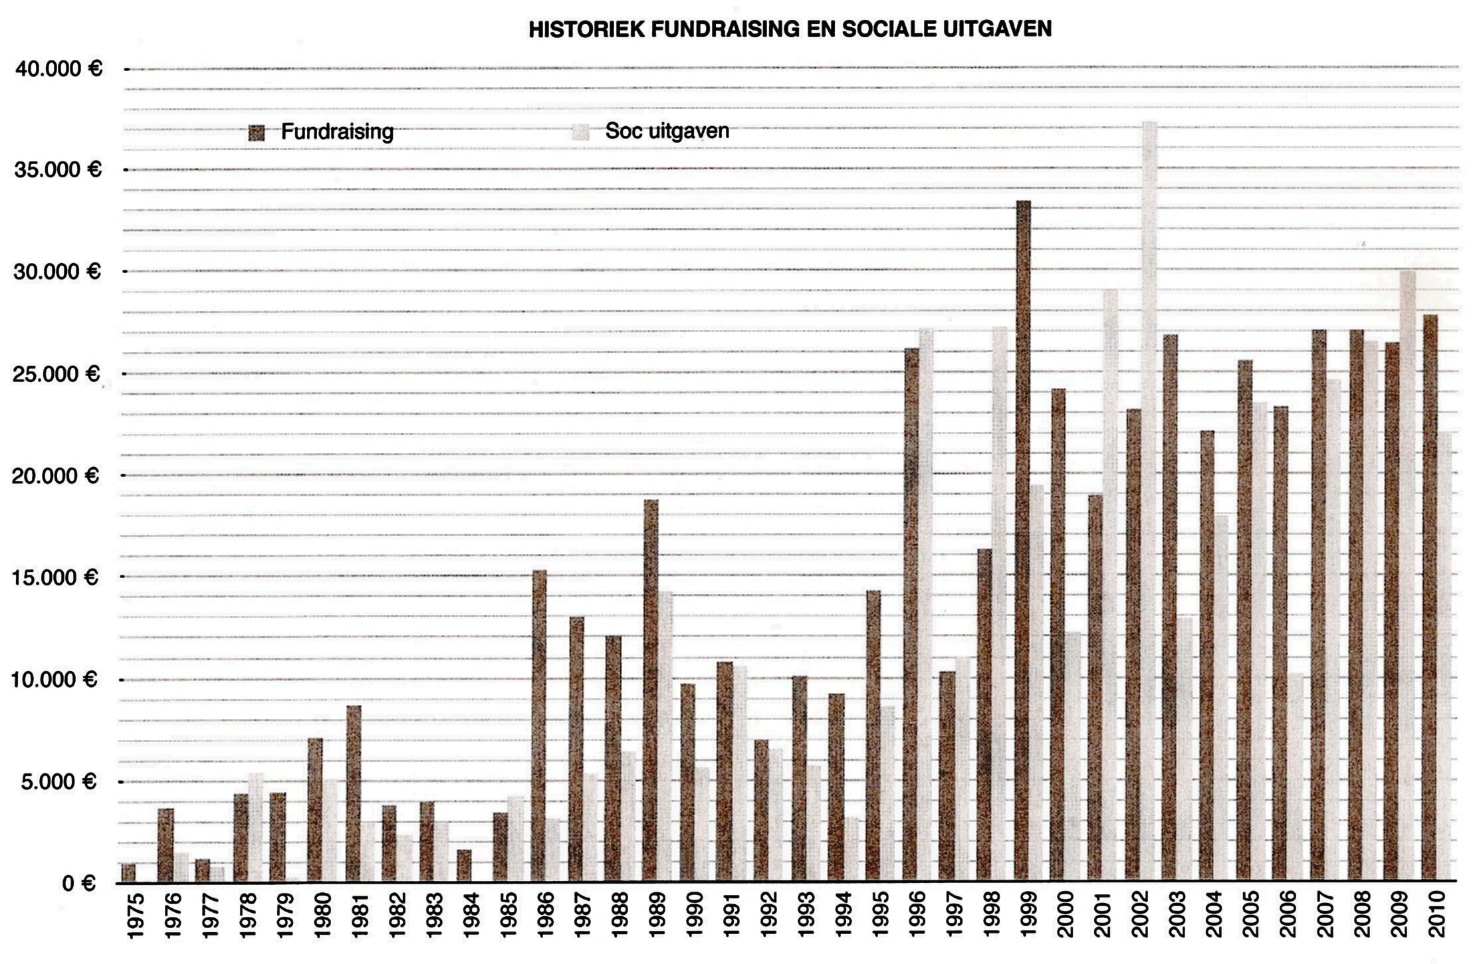 HISTORIEK FUNDRAISING EN SOCIALE UITGAVEN
40.000 €
Fundraising
Soc uitgaven
35.000 €
30.000 €
25.000 €
20.000 €
15.000 €
10.000 €
5.000 €
0 €
1975 1976 1977 1978 1979 1980 1981 1982 1983 1984 1985 1986 1987 1988 1989 1990 1991 1992 1993 1994 1995 1996 1997 1998 1999 2000 2001 2002 2003 2004 2005 2006 2007 2008 2009 2010